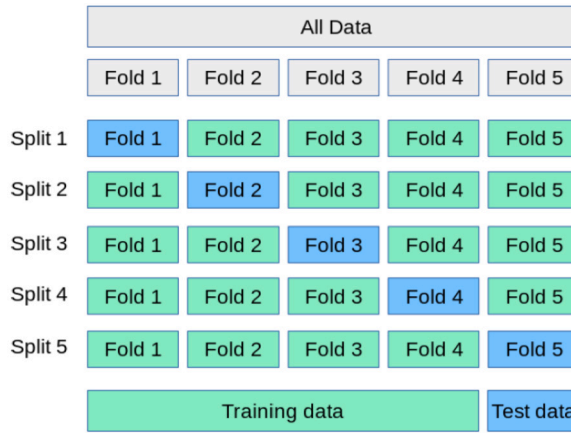 All Data
Fold 1 Fold 2 Fold 3 Fold 4 Fold 5
Split 1 Fold 1 Fold 2 Fold 3 Fold 4 Fold 5
Split 2 Fold 1 Fold 2 Fold 3 Fold 4 Fold 5
Split 3 Fold 1 Fold 2 Fold 3 Fold 4 Fold 5
Split 4 Fold 1 Fold 2 Fold 3 Fold 4 Fold 5
Split 5 Fold 1 Fold 2 Fold 3 Fold 4 Fold 5
Training data Test data